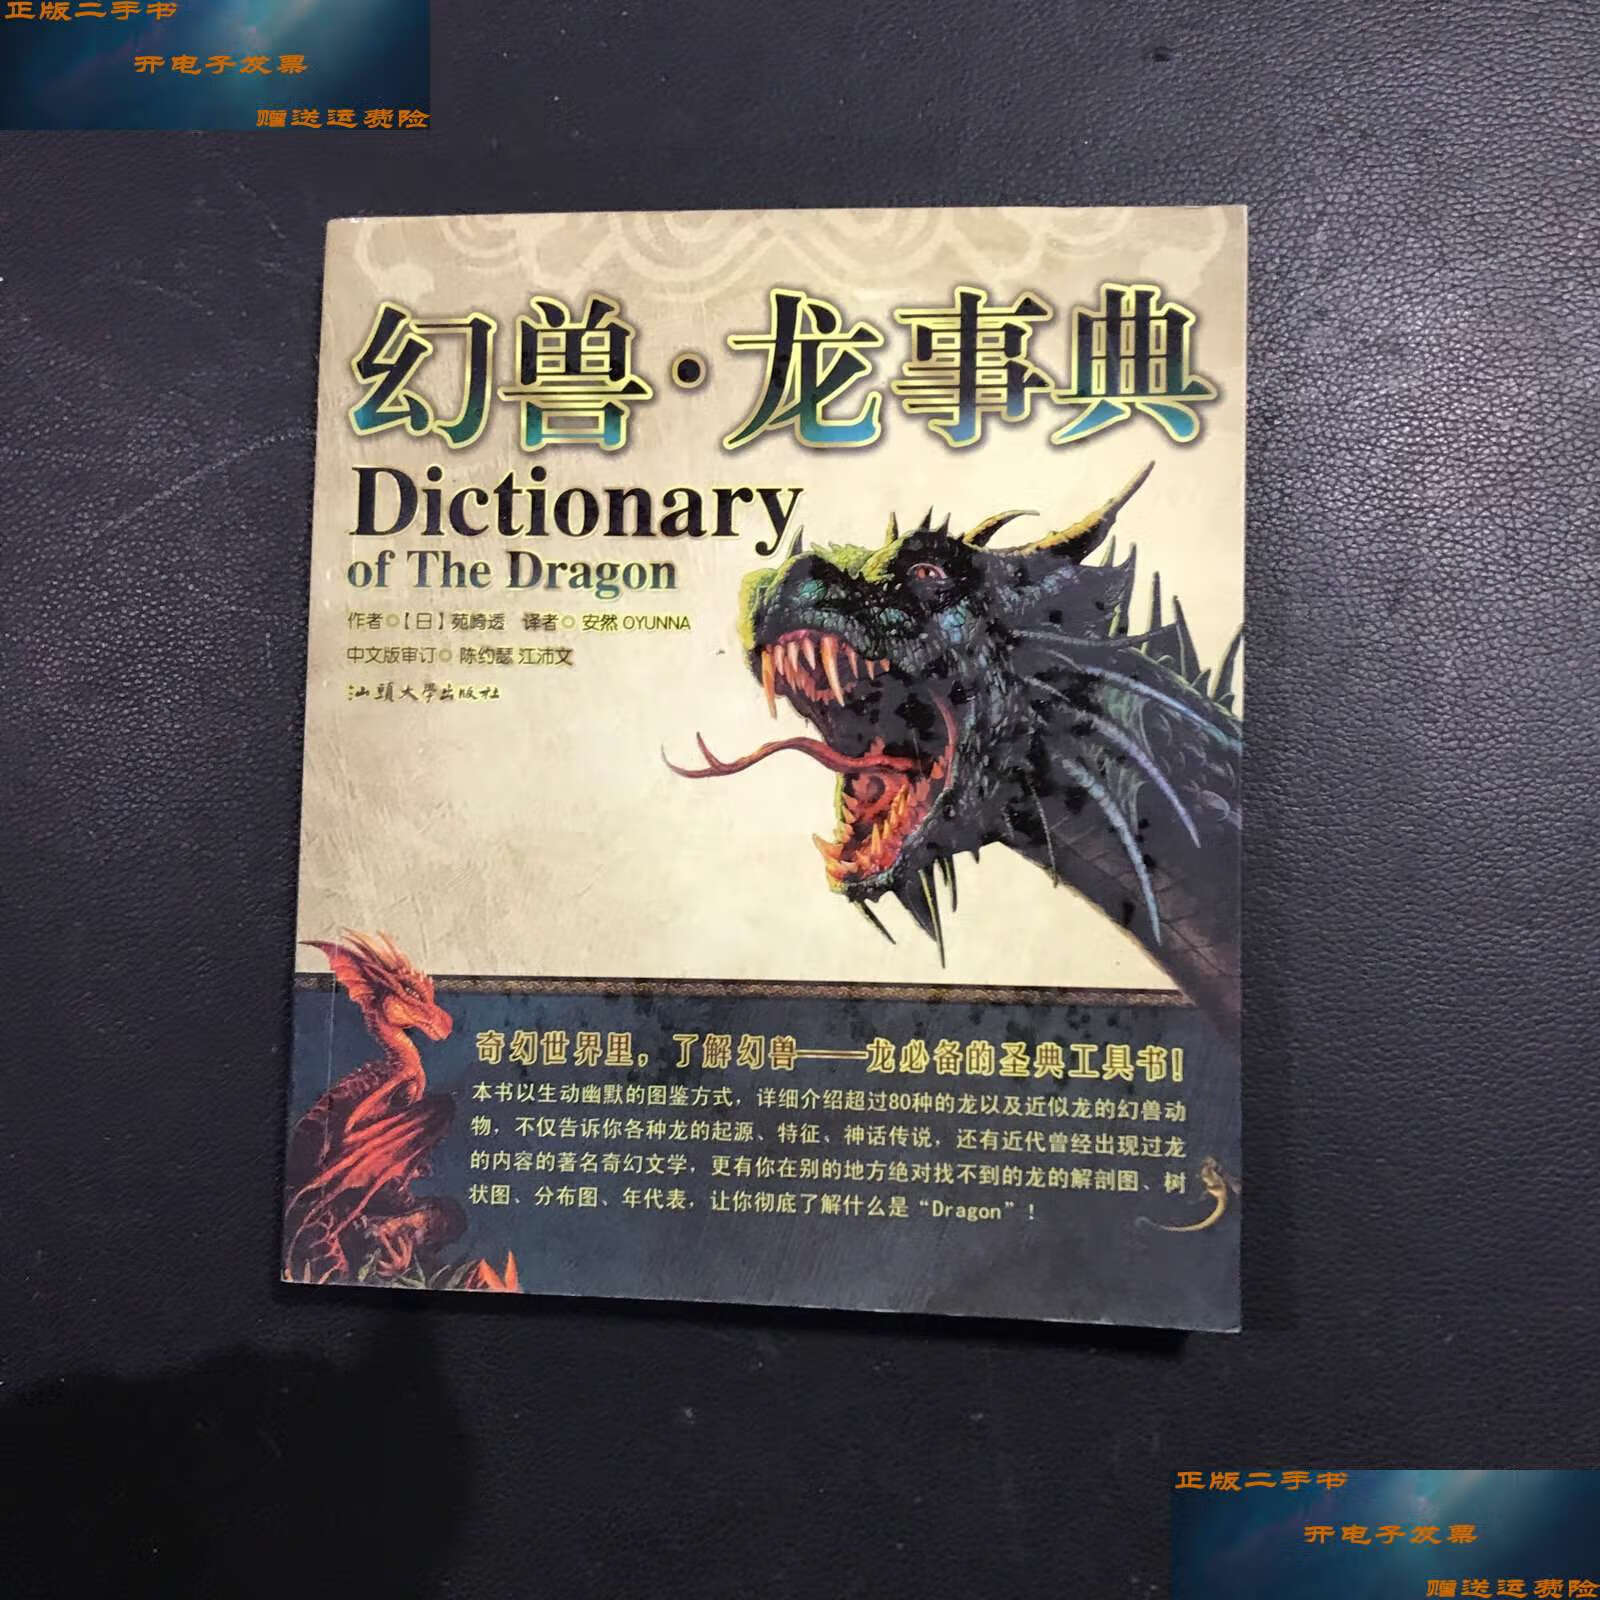 正版二手书
开电子发票
赠送运费险
幻兽·龙事典
Dictionary
of The Dragon
作者◎【日】苑崎透 译者◎安然 OYUNNA
中文版审订◎陈约瑟 江沛文
汕頭大學出版社
奇幻世界里，了解幻兽——龙必备的圣典工具书！
本书以生动幽默的图鉴方式，详细介绍超过80种的龙以及近似龙的幻兽动
物，不仅告诉你各种龙的起源、特征、神话传说，还有近代曾经出现过龙
的内容的著名奇幻文学，更有你在别的地方绝对找不到的龙的解剖图、树
状图、分布图、年代表，让你彻底了解什么是“Dragon”！
正版二手书
开电子发票
赠送运费险